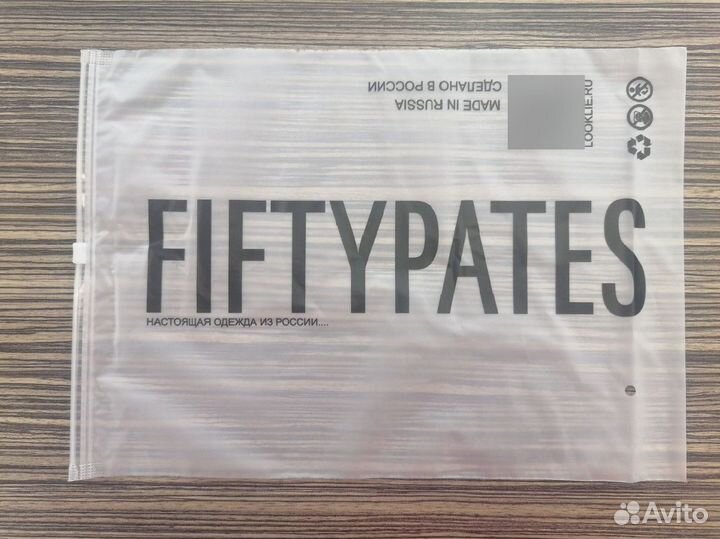 СДЕЛАНО В РОССИИ
MADE IN RUSSIA
LOOKLIE.RU
FIFTYPATES
НАСТОЯЩАЯ ОДЕЖДА ИЗ РОССИИ....
Avito